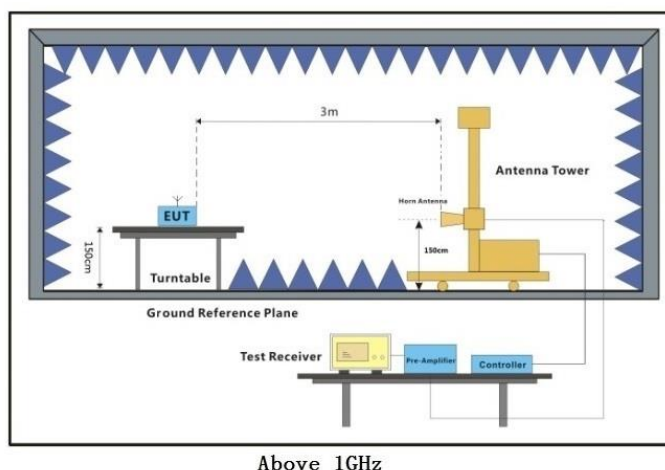 3m
Antenna Tower
Horn Antenna
EUT
150cm
150cm
Turntable
Ground Reference Plane
Test Receiver
Pre-Amplifier
Controller
Above 1GHz